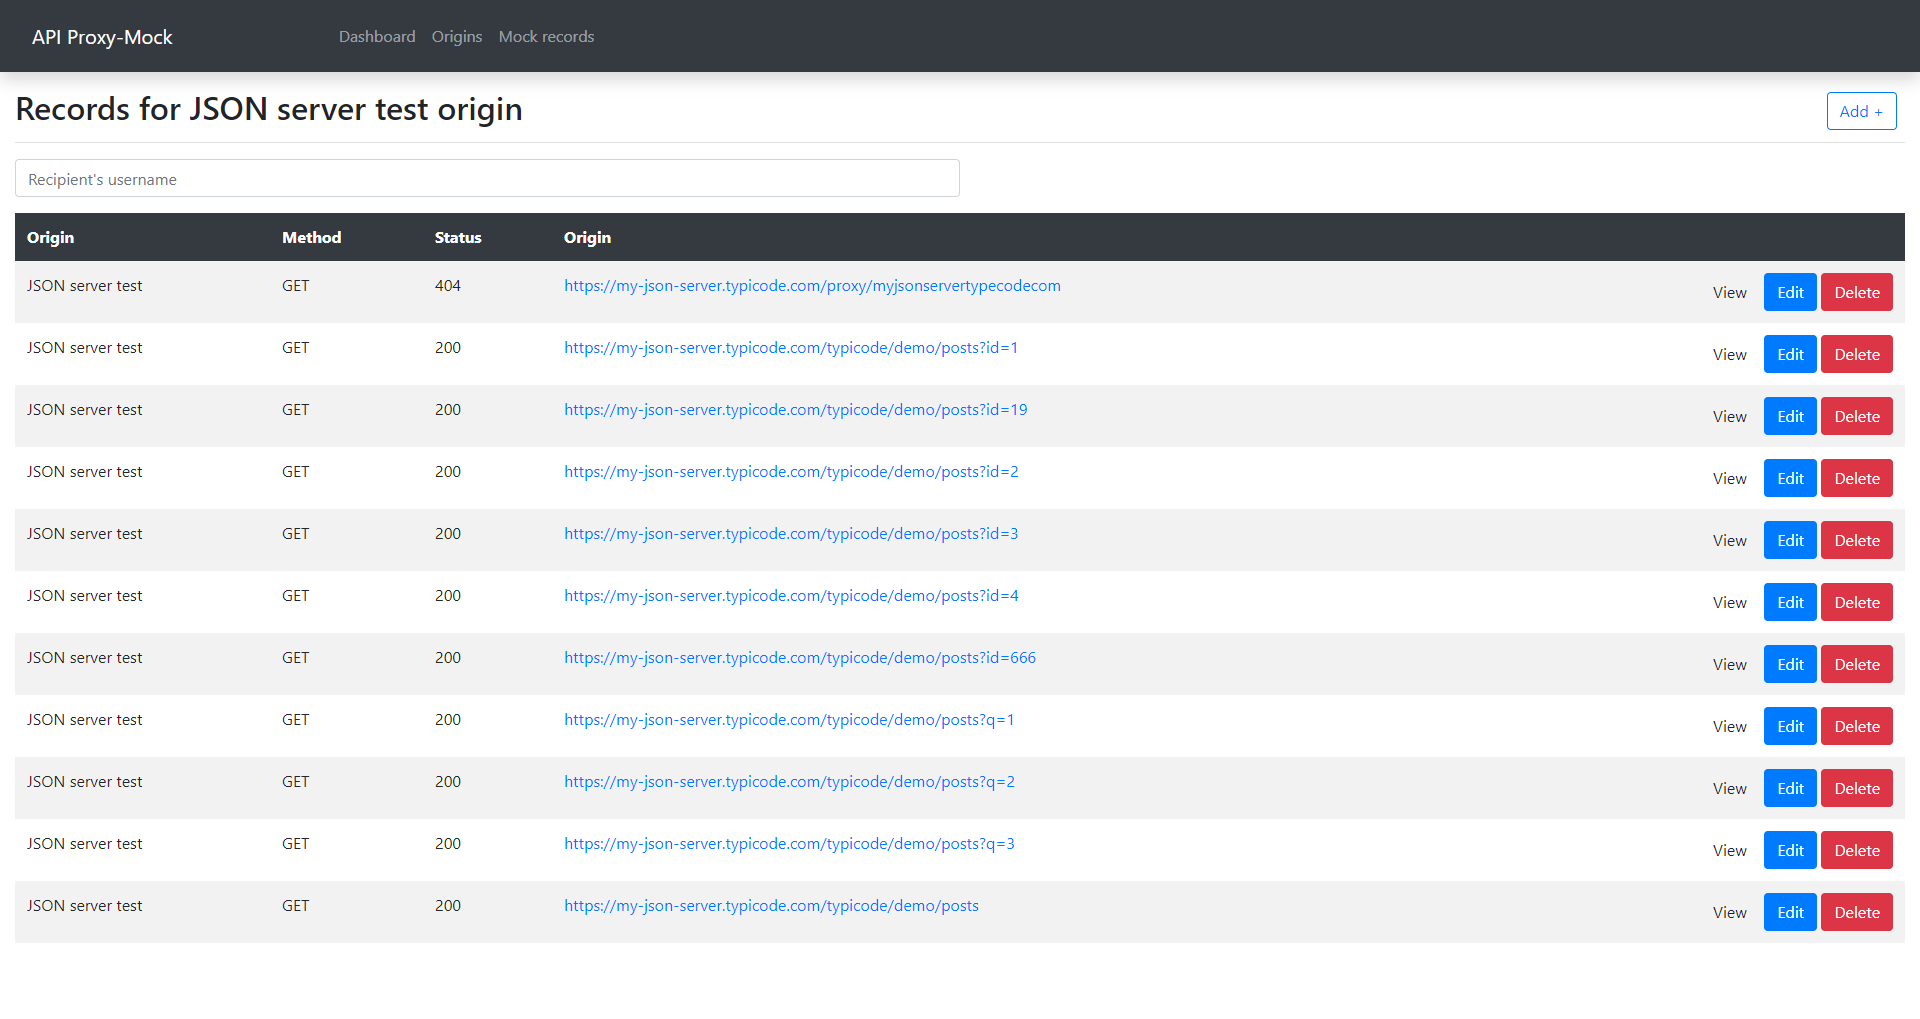 API Proxy-Mock Dashboard Origins Mock records
Records for JSON server test origin Add +
Recipient's username
Origin Method Status Origin
JSON server test GET 404 https://my-json-server.typicode.com/proxy/myjsonservertypecodecom View Edit Delete
JSON server test GET 200 https://my-json-server.typicode.com/typicode/demo/posts?id=1 View Edit Delete
JSON server test GET 200 https://my-json-server.typicode.com/typicode/demo/posts?id=19 View Edit Delete
JSON server test GET 200 https://my-json-server.typicode.com/typicode/demo/posts?id=2 View Edit Delete
JSON server test GET 200 https://my-json-server.typicode.com/typicode/demo/posts?id=3 View Edit Delete
JSON server test GET 200 https://my-json-server.typicode.com/typicode/demo/posts?id=4 View Edit Delete
JSON server test GET 200 https://my-json-server.typicode.com/typicode/demo/posts?id=666 View Edit Delete
JSON server test GET 200 https://my-json-server.typicode.com/typicode/demo/posts?q=1 View Edit Delete
JSON server test GET 200 https://my-json-server.typicode.com/typicode/demo/posts?q=2 View Edit Delete
JSON server test GET 200 https://my-json-server.typicode.com/typicode/demo/posts?q=3 View Edit Delete
JSON server test GET 200 https://my-json-server.typicode.com/typicode/demo/posts View Edit Delete